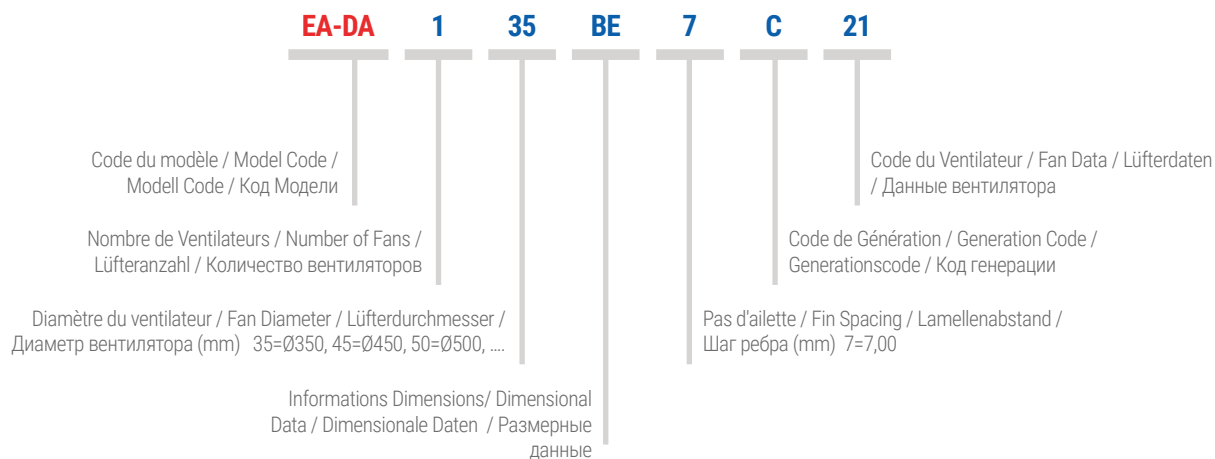 EA-DA 1 35 BE 7 C 21
Code du modèle / Model Code /
Modell Code / Код Модели
Code du Ventilateur / Fan Data / Lüfterdaten
/ Данные вентилятора
Nombre de Ventilateurs / Number of Fans /
Lüfteranzahl / Количество вентиляторов
Code de Génération / Generation Code /
Generationscode / Код генерации
Diamètre du ventilateur / Fan Diameter / Lüfterdurchmesser /
Диаметр вентилятора (mm) 35=Ø350, 45=Ø450, 50=Ø500, ....
Pas d'ailette / Fin Spacing / Lamellenabstand /
Шаг ребра (mm) 7=7,00
Informations Dimensions/ Dimensional
Data / Dimensionale Daten / Размерные
данные